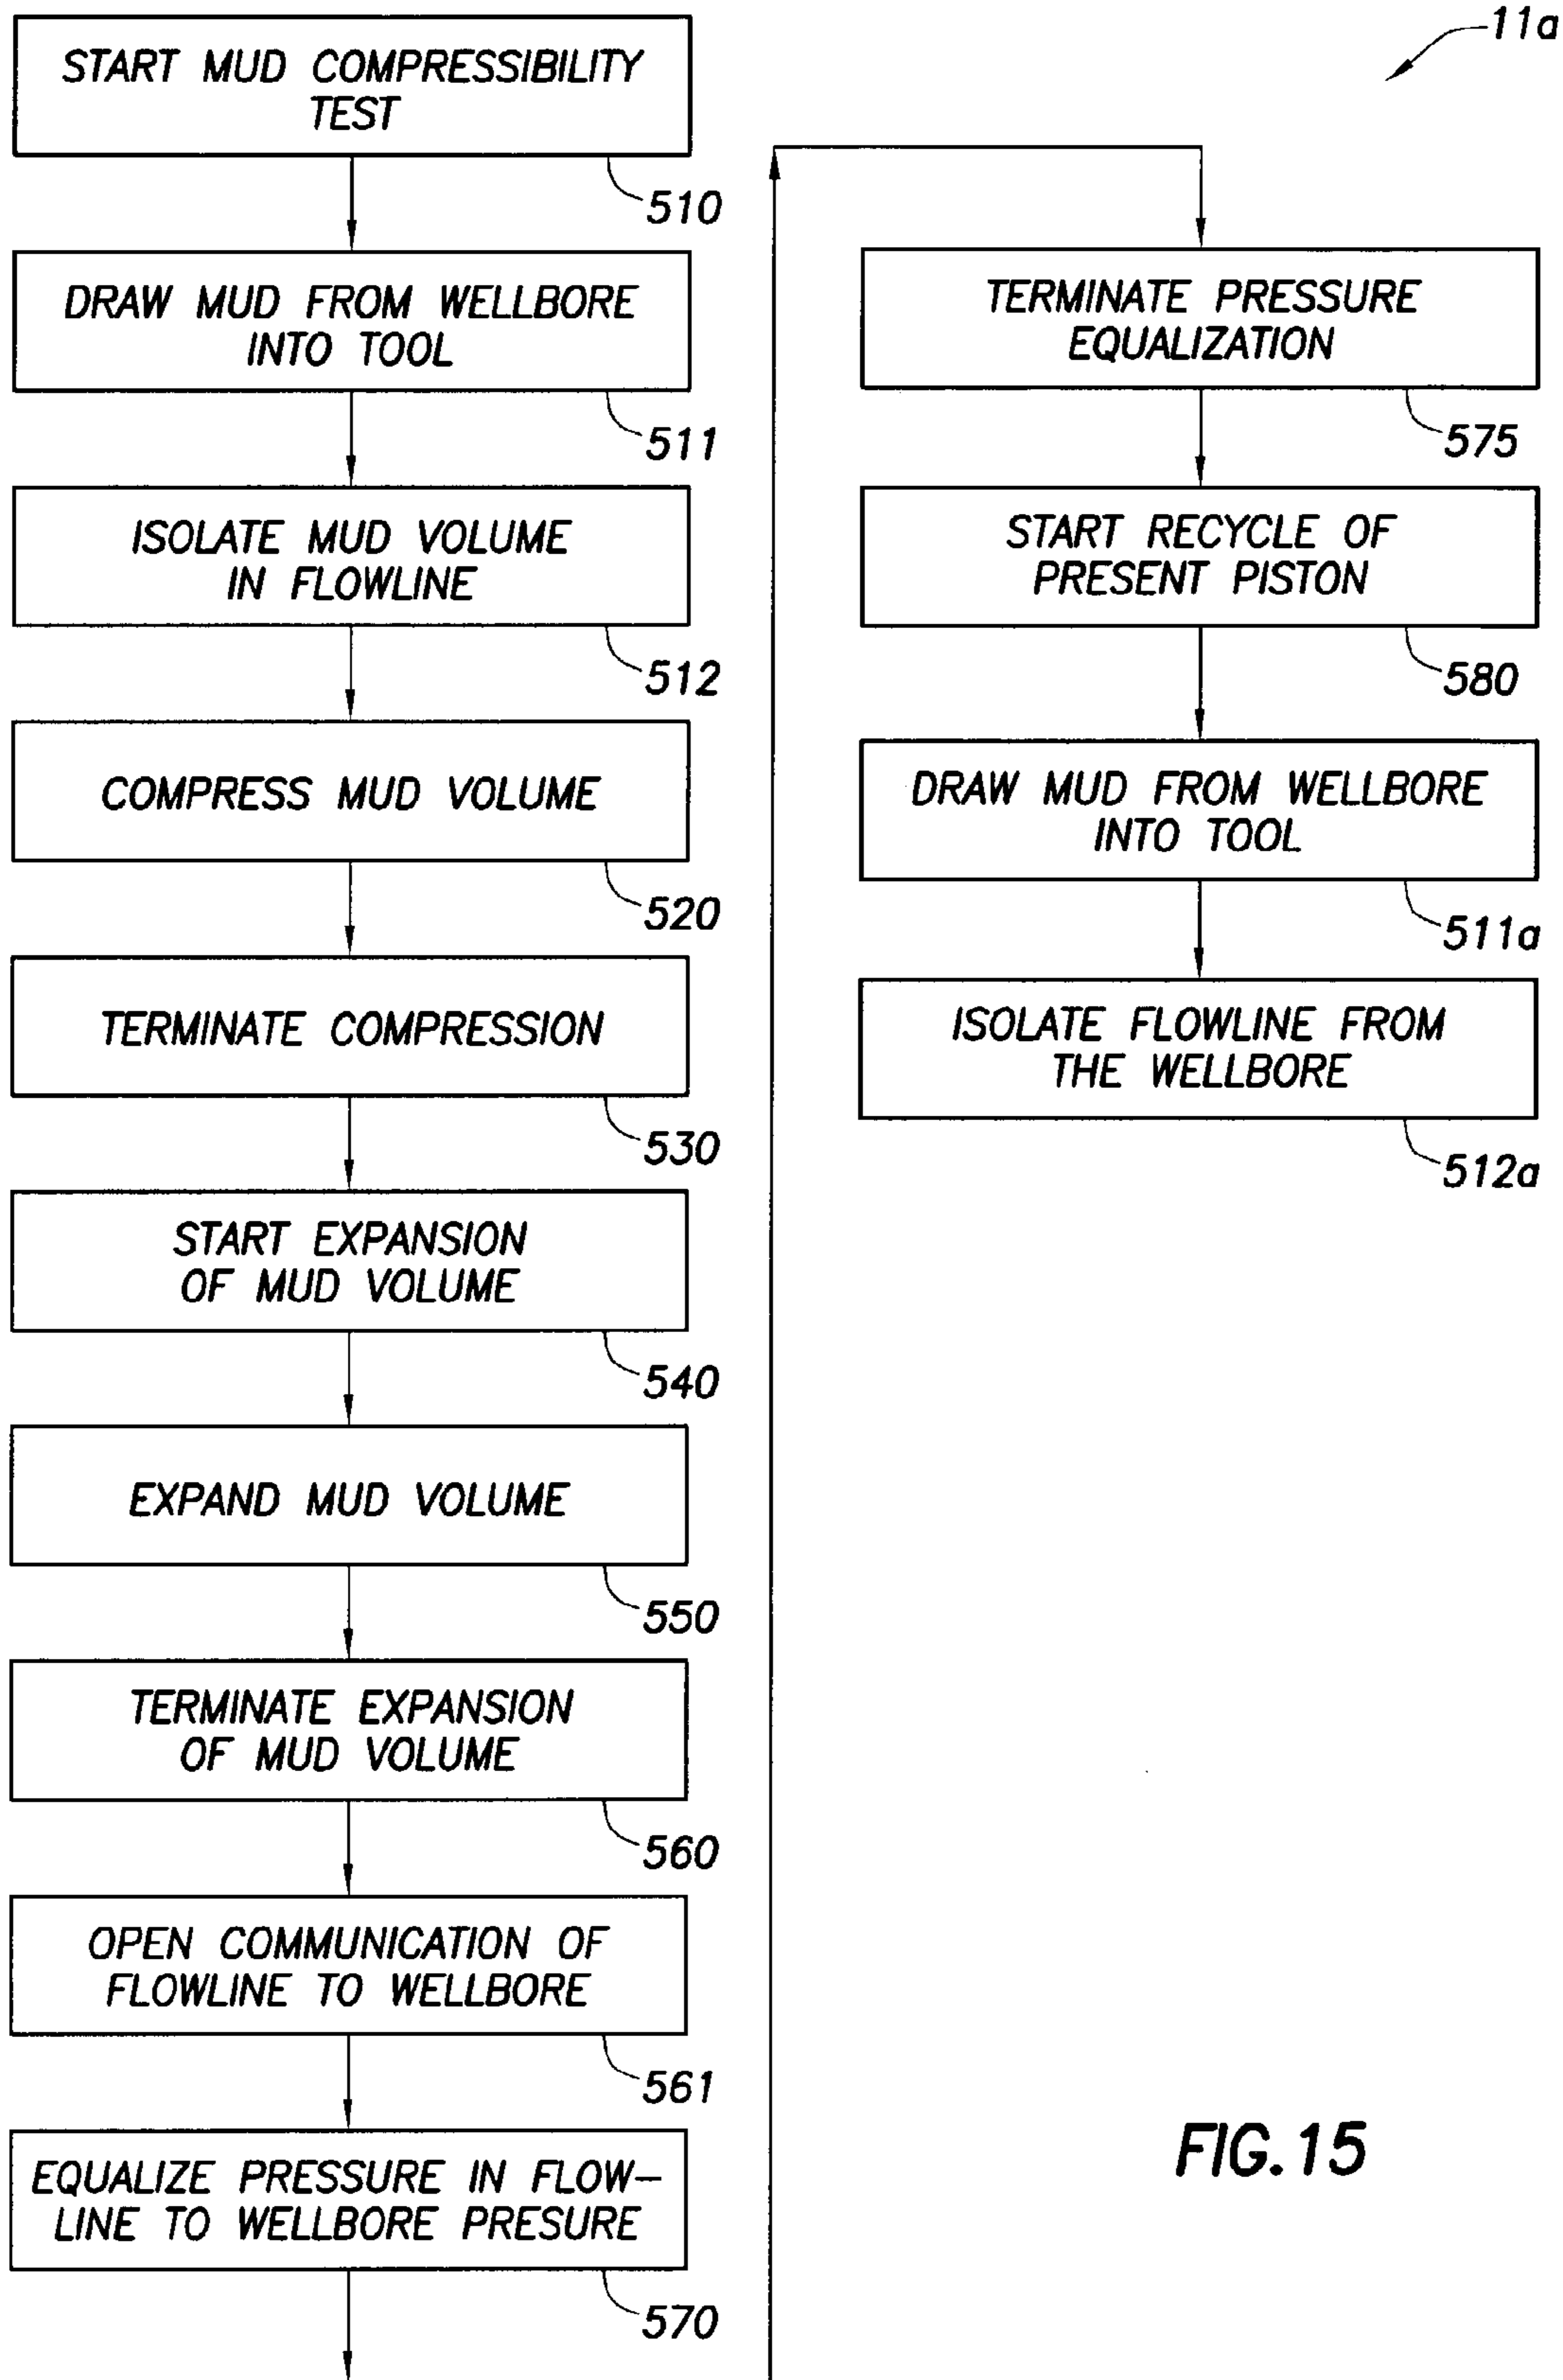 11a
START MUD COMPRESSIBILITY
TEST
510
DRAW MUD FROM WELLBORE
INTO TOOL
511
ISOLATE MUD VOLUME
IN FLOWLINE
512
COMPRESS MUD VOLUME
520
TERMINATE COMPRESSION
530
START EXPANSION
OF MUD VOLUME
540
EXPAND MUD VOLUME
550
TERMINATE EXPANSION
OF MUD VOLUME
560
OPEN COMMUNICATION OF
FLOWLINE TO WELLBORE
561
EQUALIZE PRESSURE IN FLOW-
LINE TO WELLBORE PRESURE
570
TERMINATE PRESSURE
EQUALIZATION
575
START RECYCLE OF
PRESENT PISTON
580
DRAW MUD FROM WELLBORE
INTO TOOL
511a
ISOLATE FLOWLINE FROM
THE WELLBORE
512a
FIG.15